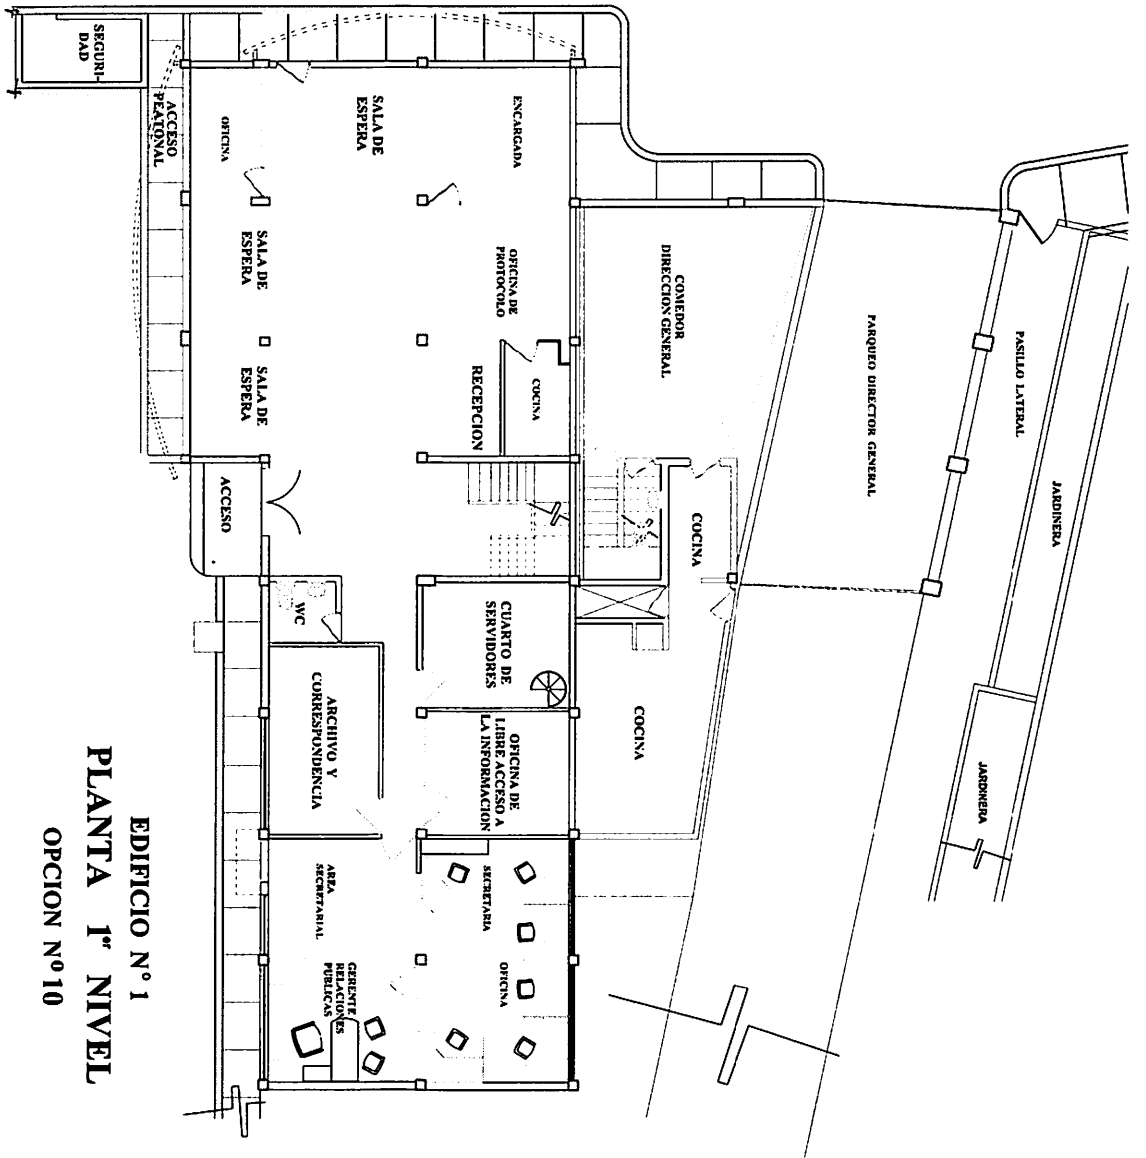 SEGURI-
DAD
ACCESO
PEATONAL
OFICINA
SALA DE
ESPERA
ENCARGADA
SALA DE
ESPERA
OFICINA DE
PROTOCOLO
SALA DE
ESPERA
RECEPCION
COCINA
COMEDOR
DIRECCION GENERAL
PARQUEO DIRECTOR GENERAL
PASILLO LATERAL
JARDINERA
JARDINERA
ACCESO
COCINA
COCINA
WC
CUARTO DE
SERVIDORES
ARCHIVO Y
CORRESPONDENCIA
OFICINA DE
LIBRE ACCESO A
LA INFORMACION
AREA
SECRETARIAL
SECRETARIA
GERENTE
RELACIONES
PUBLICAS
OFICINA
EDIFICIO N° 1
PLANTA 1er NIVEL
OPCION Nº 10